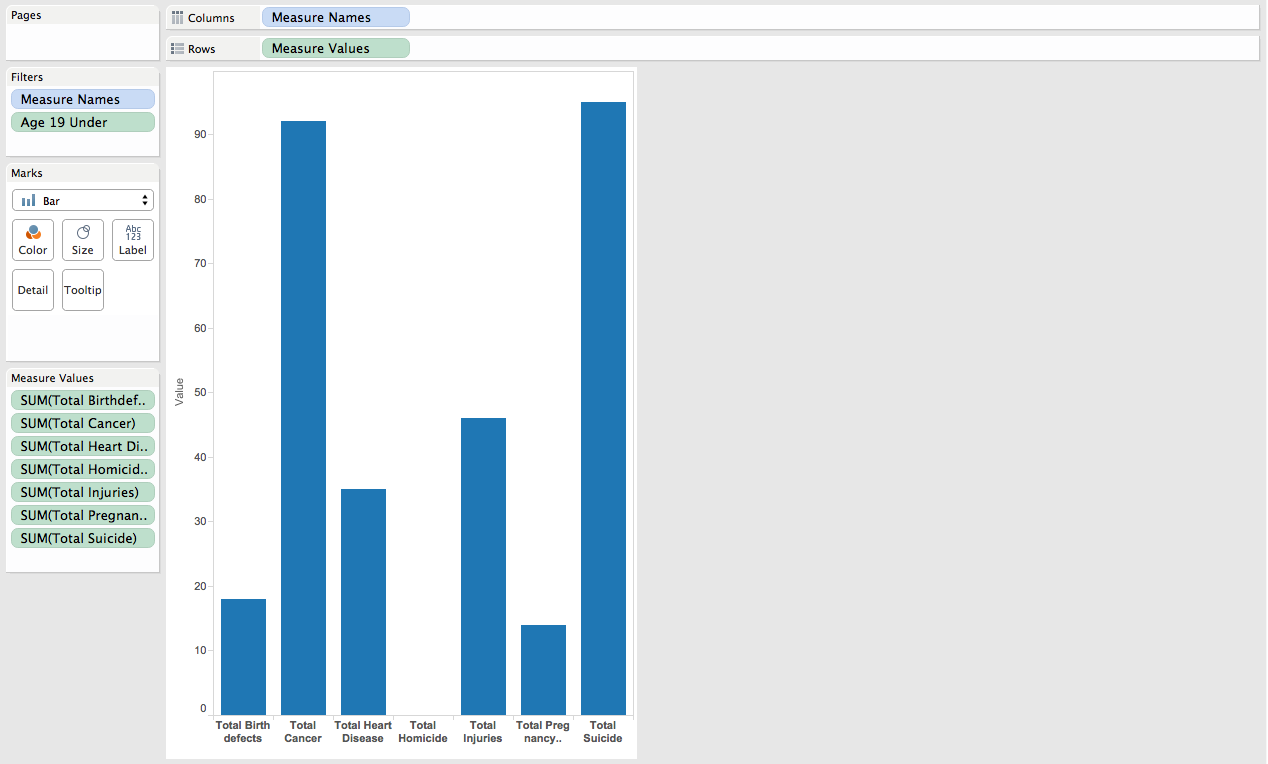 Pages
Columns
Measure Names
Rows
Measure Values
Filters
Measure Names
Age 19 Under
Marks
Bar
Color
Size
Abc
123
Label
Detail
Tooltip
Measure Values
SUM(Total Birthdef..
SUM(Total Cancer)
SUM(Total Heart Di..
SUM(Total Homicid..
SUM(Total Injuries)
SUM(Total Pregnan..
SUM(Total Suicide)
Value
90
80
70
60
50
40
30
20
10
0
Total Birth
defects
Total
Cancer
Total Heart
Disease
Total
Homicide
Total
Injuries
Total Preg
nancy..
Total
Suicide